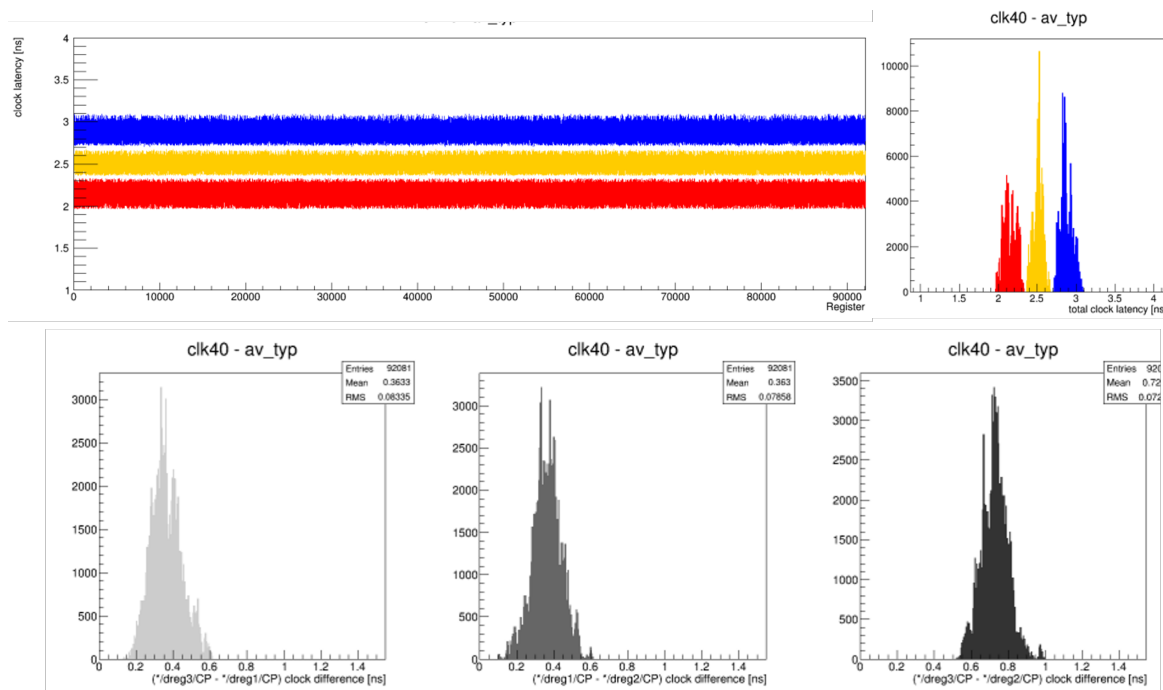 clk40 - av_typ
clock latency [ns]
4
3.5
3
2.5
2
1.5
1
0 10000 20000 30000 40000 50000 60000 70000 80000 90000
Register
clk40 - av_typ
10000
8000
6000
4000
2000
0
1 1.5 2 2.5 3 3.5 4
total clock latency [ns
clk40 - av_typ
Entries 92081
Mean 0.3633
RMS 0.08335
3000
2500
2000
1500
1000
500
0
0 0.2 0.4 0.6 0.8 1 1.2 1.4
(*/dreg3/CP - */dreg1/CP) clock difference [ns]
clk40 - av_typ
Entries 92081
Mean 0.363
RMS 0.07858
3000
2500
2000
1500
1000
500
0
0.2 0.4 0.6 0.8 1 1.2 1.4
(*/dreg1/CP - */dreg2/CP) clock difference [ns]
clk40 - av_typ
Entries 920
Mean 0.72
RMS 0.072
3500
3000
2500
2000
1500
1000
500
0
0.2 0.4 0.6 0.8 1 1.2 1.4
(*/dreg3/CP - */dreg2/CP) clock difference [ns]